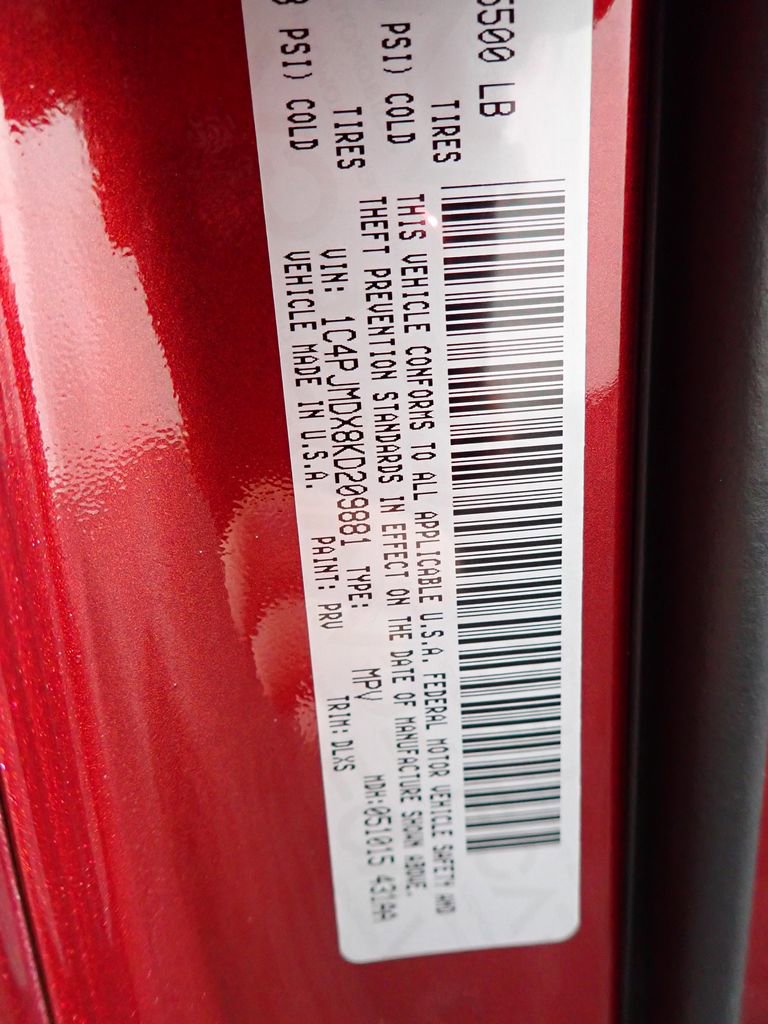 5500 LB
TIRES
PSI) COLD
TIRES
PSI) COLD
THIS VEHICLE CONFORMS TO ALL APPLICABLE U.S.A. FEDERAL MOTOR VEHICLE SAFETY AND
THEFT PREVENTION STANDARDS IN EFFECT ON THE DATE OF MANUFACTURE SHOWN ABOVE.
VIN: 1C4PJMDX8KD209881 TYPE: MPV MDH:051015 431AA
VEHICLE MADE IN U.S.A. PAINT: PRV TRIM: DLXS